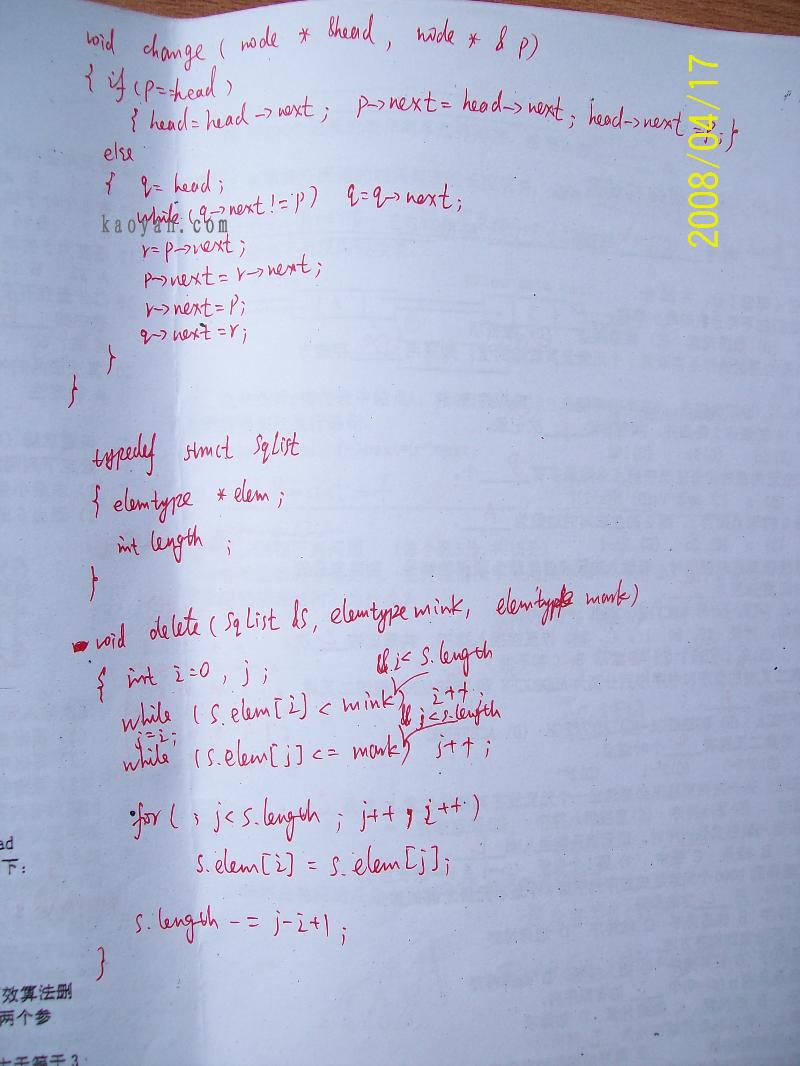 void change ( node * &head , node * & p)
{ if (p==head)
{ head=head->next ; p->next = head->next ; head->next =p; }
else
{ q= head ;
while (q->next != p) q=q->next ;
kaoyan.com
r=p->next ;
p->next = r->next ;
r->next=p;
q->next=r;
}
}
2008/04/17
typedef struct SqList
{ elemtype *elem ;
int length ;
}
void delete ( SqList &s, elemtype mink, elemtype mark)
{ int i=0 , j ;
&& i< s.length
while (s.elem[i] < mink) i++ ;
j=i; && j<s.length
while (s.elem[j] <= mark) j++ ;
for ( ; j<s.length ; j++ , i++ )
s.elem[i] = s.elem[j];
s.length -= j-i+1 ;
}
ad
下：
效算法删
两个参